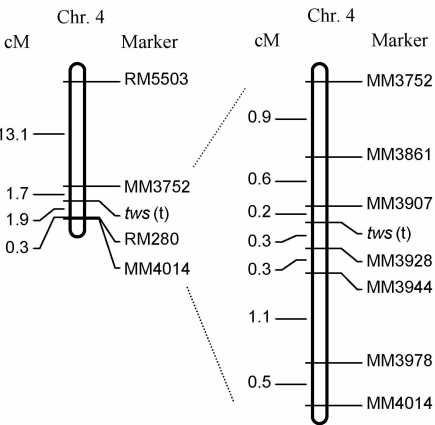 Chr. 4
cM Marker
RM5503
13.1
MM3752
1.7
tws (t)
1.9
RM280
0.3
MM4014
Chr. 4
cM Marker
MM3752
0.9
MM3861
0.6
MM3907
0.2
tws (t)
0.3
MM3928
0.3
MM3944
1.1
MM3978
0.5
MM4014